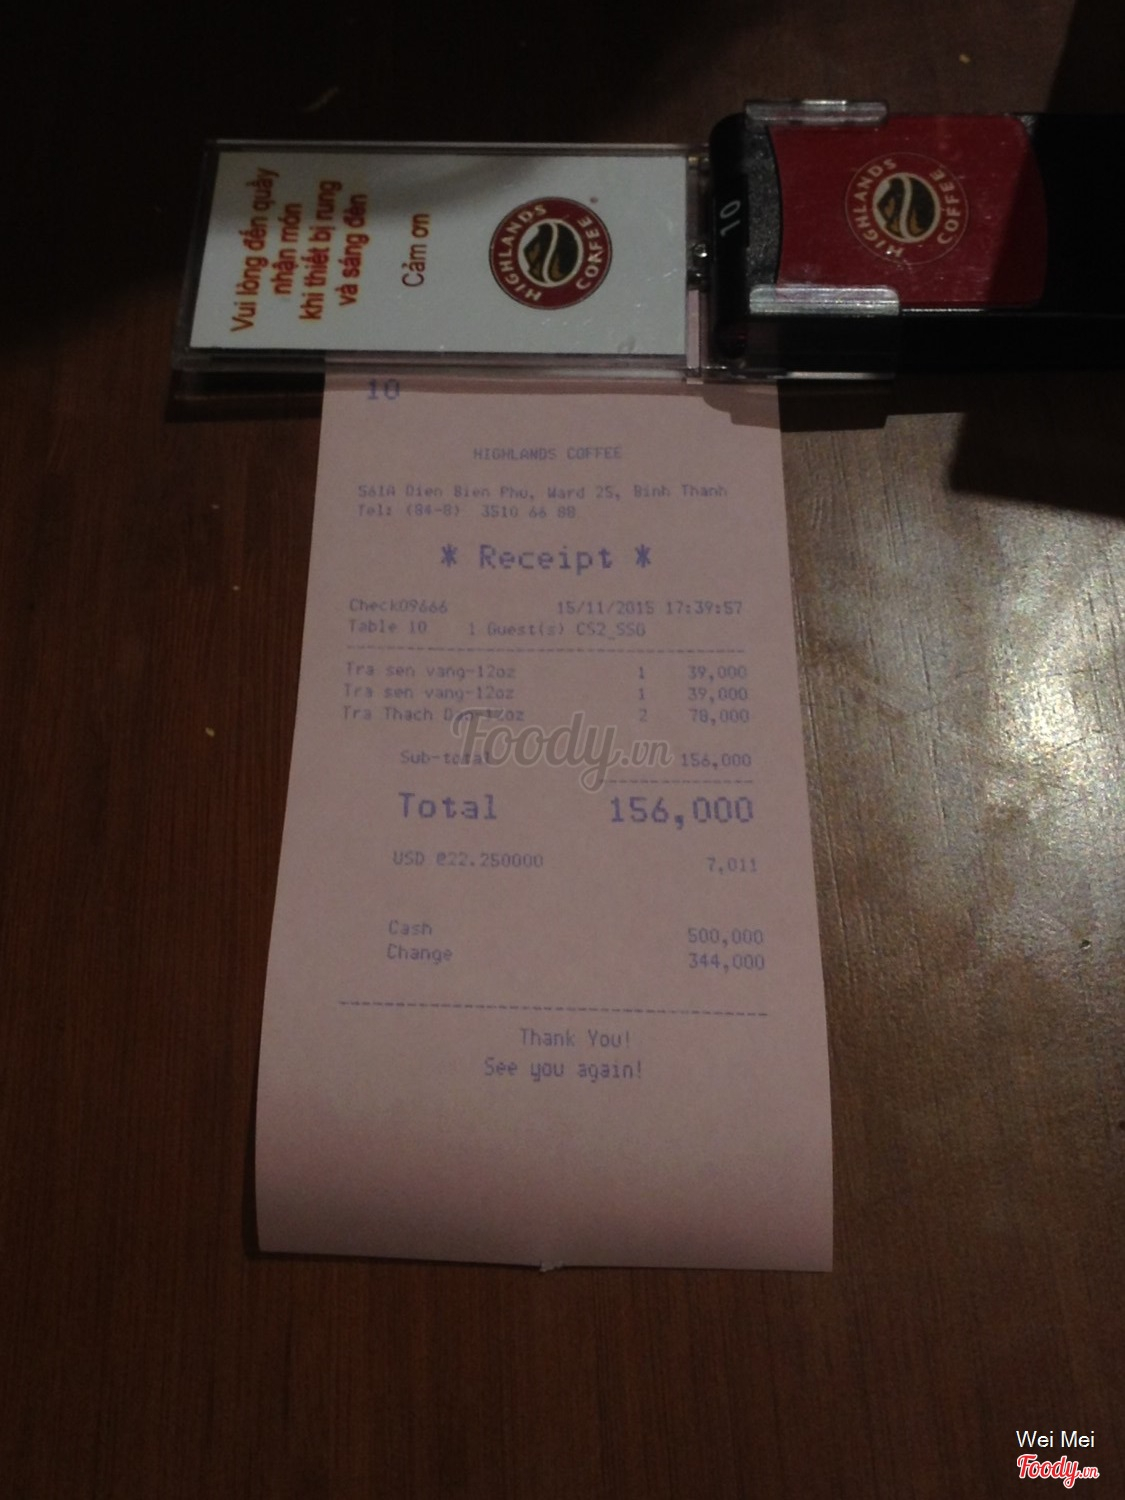 Vui lòng đến quầy
nhận món
khi thiết bị rung
và sáng đèn
Cảm ơn
HIGHLANDS COFFEE ®
10
HIGHLANDS COFFEE
10
HIGHLANDS COFFEE
561A Dien Bien Phu, Ward 25, Binh Thanh
Tel: (84-8) 3510 66 88
* Receipt *
Check09666 15/11/2015 17:39:57
Table 10 1 Guest(s) CS2_SSG
Tra sen vang-12oz 1 39,000
Tra sen vang-12oz 1 39,000
Tra Thach Dao-12oz 2 78,000
Sub-total 156,000
Total 156,000
USD @22.250000 7,011
Cash 500,000
Change 344,000
Thank You!
See you again!
Foody.vn
Wei Mei
Foody.vn